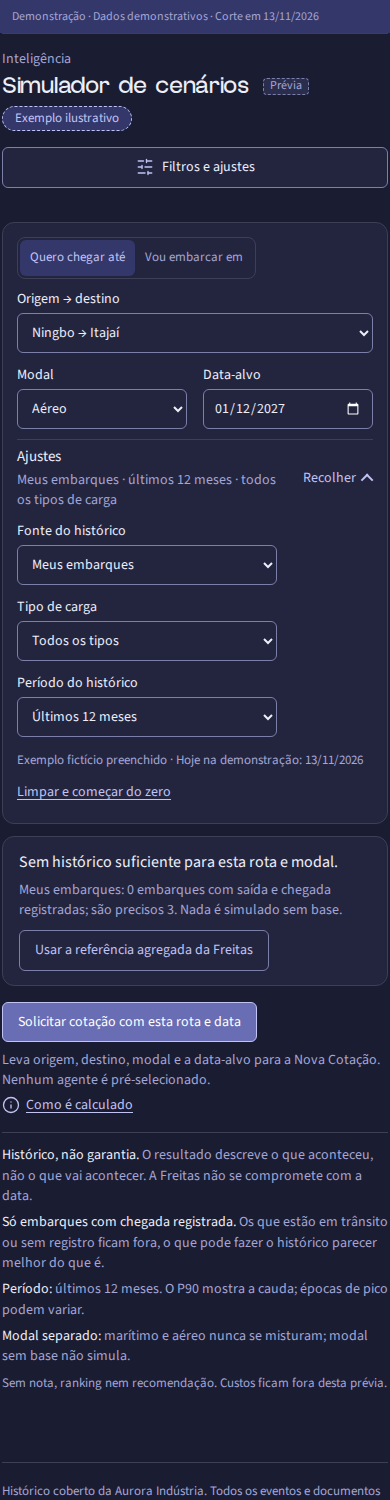 Demonstração · Dados demonstrativos · Corte em 13/11/2026
Inteligência
Simulador de cenários Prévia
Exemplo ilustrativo
Filtros e ajustes
Quero chegar até Vou embarcar em
Origem → destino
Ningbo → Itajaí
Modal Data-alvo
Aéreo 01/12/2027
Ajustes
Meus embarques · últimos 12 meses · todos os tipos de carga Recolher
Fonte do histórico
Meus embarques
Tipo de carga
Todos os tipos
Período do histórico
Últimos 12 meses
Exemplo fictício preenchido · Hoje na demonstração: 13/11/2026
Limpar e começar do zero
Sem histórico suficiente para esta rota e modal.
Meus embarques: 0 embarques com saída e chegada
registradas; são precisos 3. Nada é simulado sem base.
Usar a referência agregada da Freitas
Solicitar cotação com esta rota e data
Leva origem, destino, modal e a data-alvo para a Nova Cotação.
Nenhum agente é pré-selecionado.
Como é calculado
Histórico, não garantia. O resultado descreve o que aconteceu,
não o que vai acontecer. A Freitas não se compromete com a
data.
Só embarques com chegada registrada. Os que estão em trânsito
ou sem registro ficam fora, o que pode fazer o histórico parecer
melhor do que é.
Período: últimos 12 meses. O P90 mostra a cauda; épocas de pico
podem variar.
Modal separado: marítimo e aéreo nunca se misturam; modal
sem base não simula.
Sem nota, ranking nem recomendação. Custos ficam fora desta prévia.
Histórico coberto da Aurora Indústria. Todos os eventos e documentos